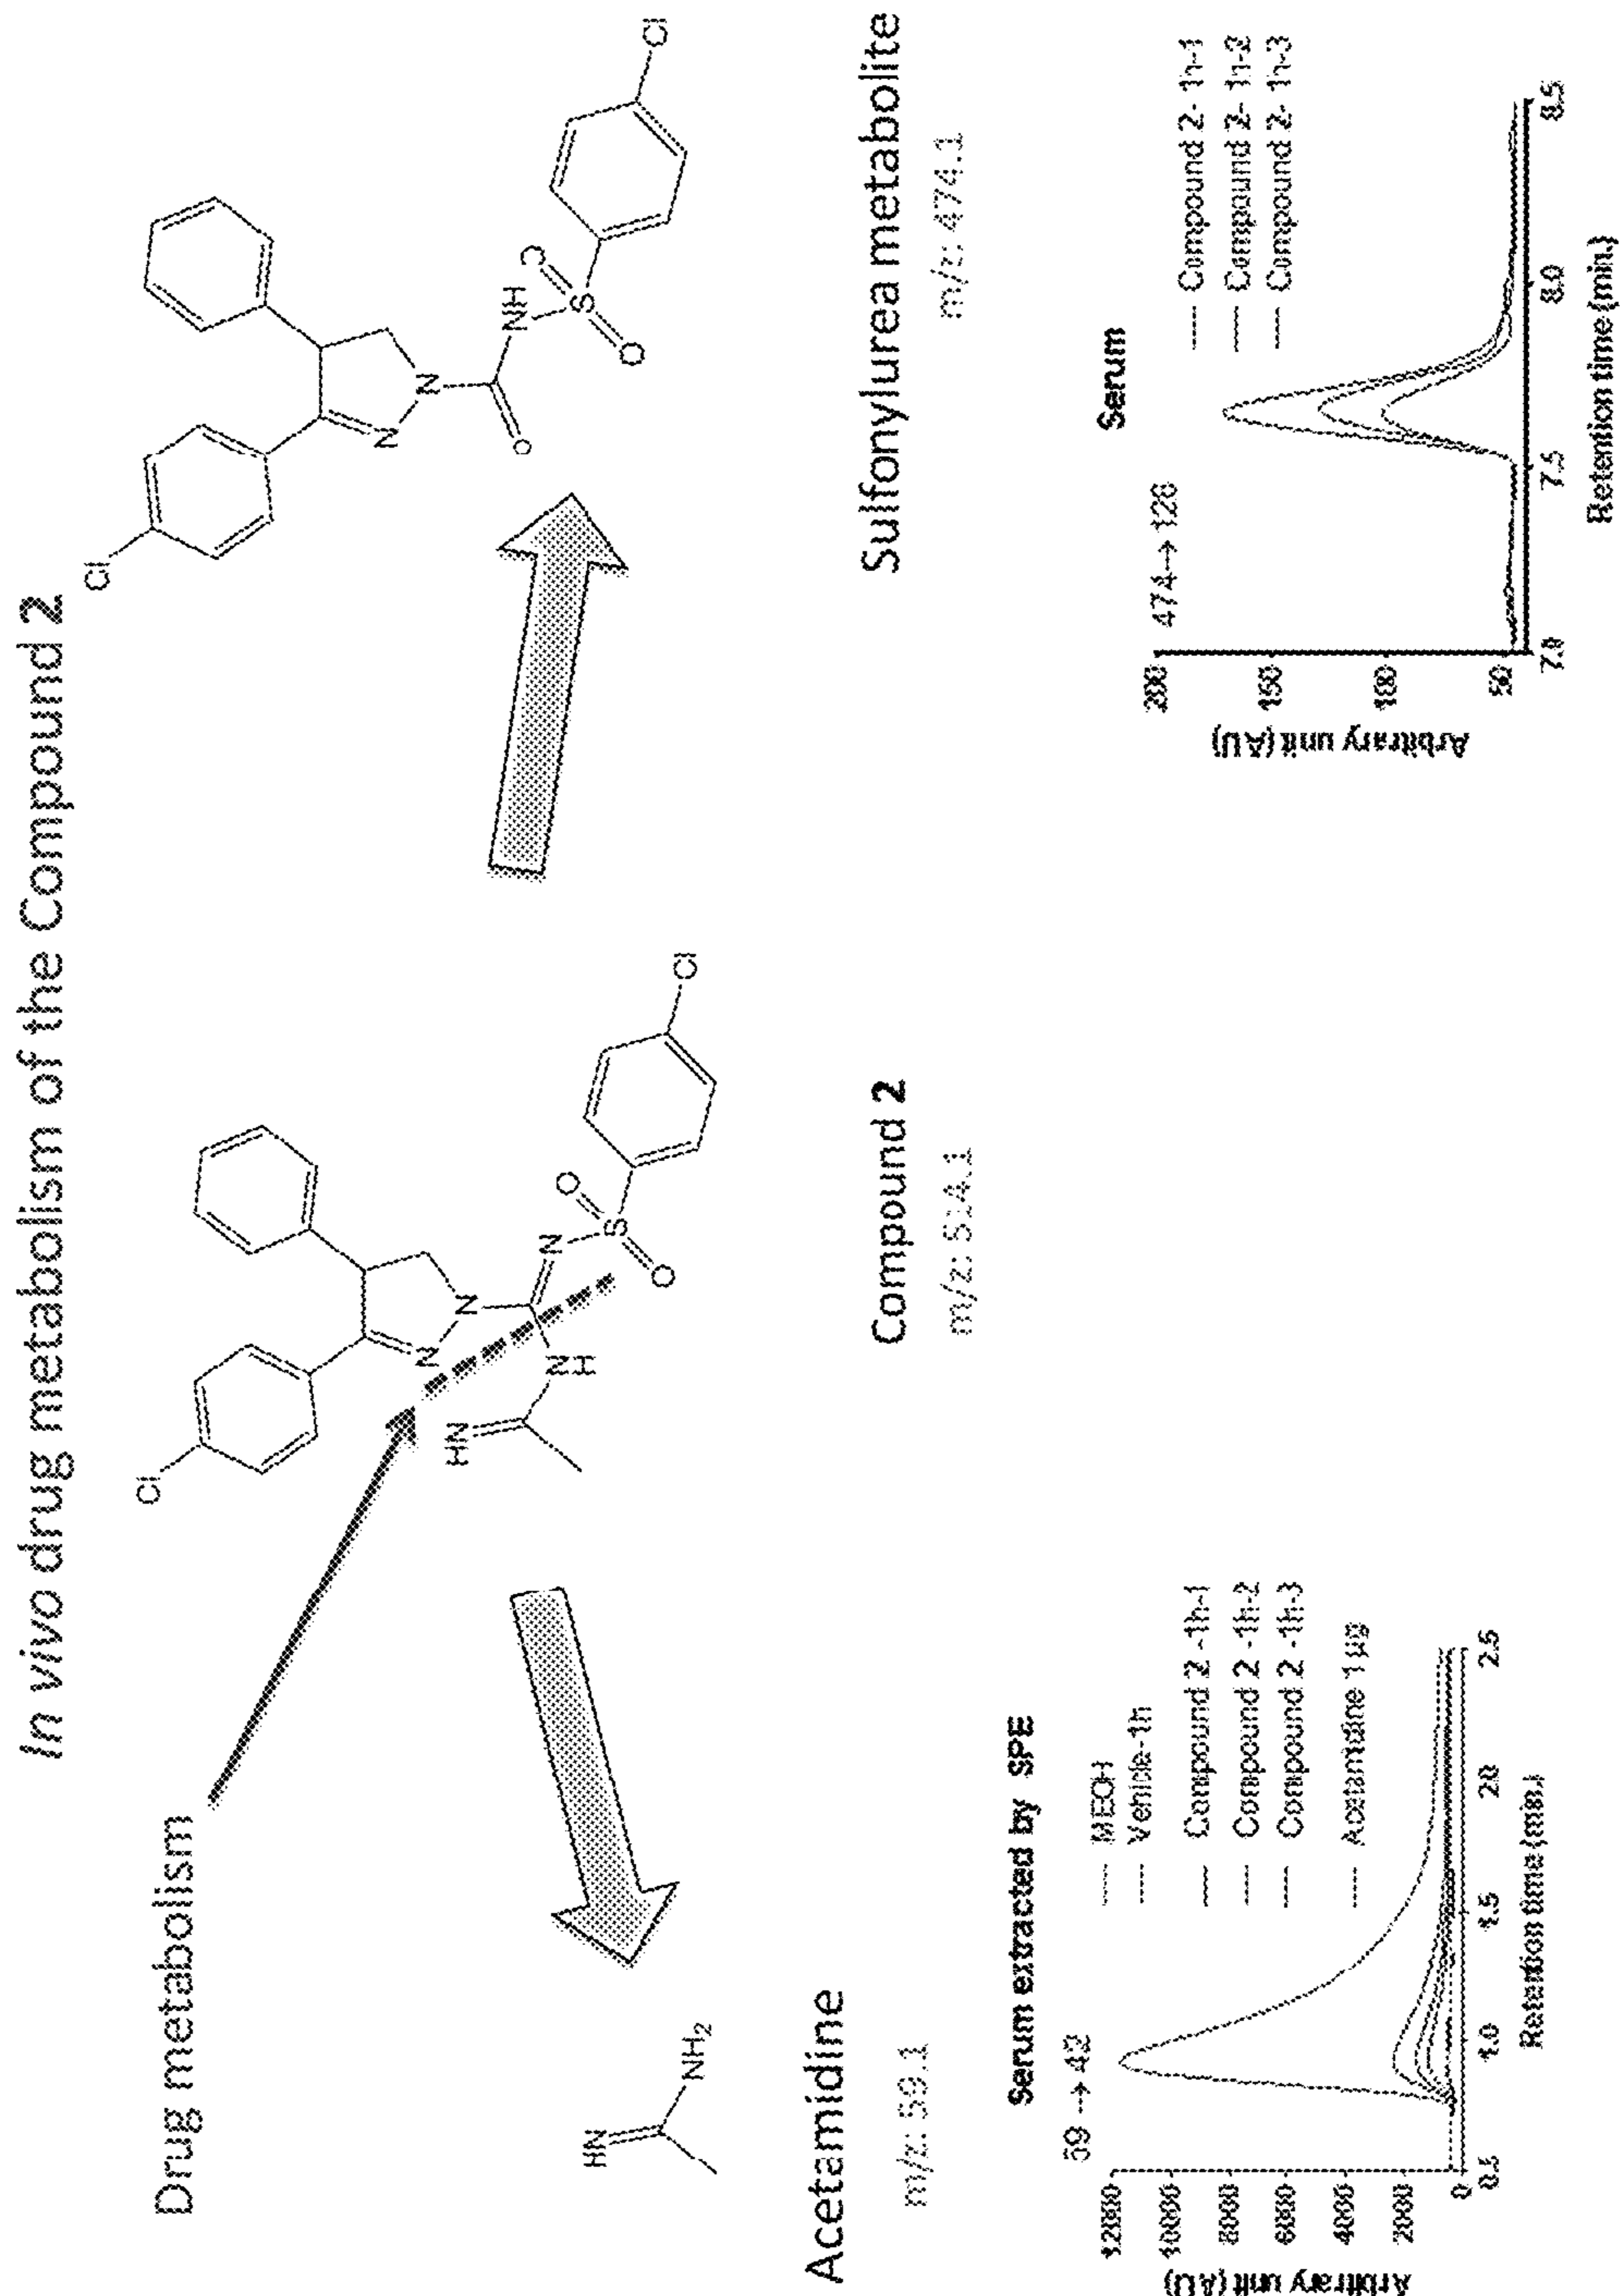 In vivo drug metabolism of the Compound 2
Drug metabolism
HN
NH2
Acetamidine
m/z: 59.1
Cl
N
N
HN
N
H
N
O
S
O
Cl
Compound 2
m/z: 514.1
Cl
N
N
O
NH
O
S
O
Cl
Sulfonylurea metabolite
m/z: 474.1
Serum extracted by SPE
59 → 42
MEOH
Vehicle-1h
Compound 2 -1h-1
Compound 2 -1h-2
Compound 2 -1h-3
Acetamidine 1 µg
Arbitrary unit (AU)
12000
10000
8000
6000
4000
2000
0
0.5
1.0
1.5
2.0
2.5
Retention time (min.)
Serum
474→ 128
Compound 2- 1h-1
Compound 2- 1h-2
Compound 2- 1h-3
Arbitrary unit (AU)
200
150
100
50
7.0
7.5
8.0
8.5
Retention time (min.)